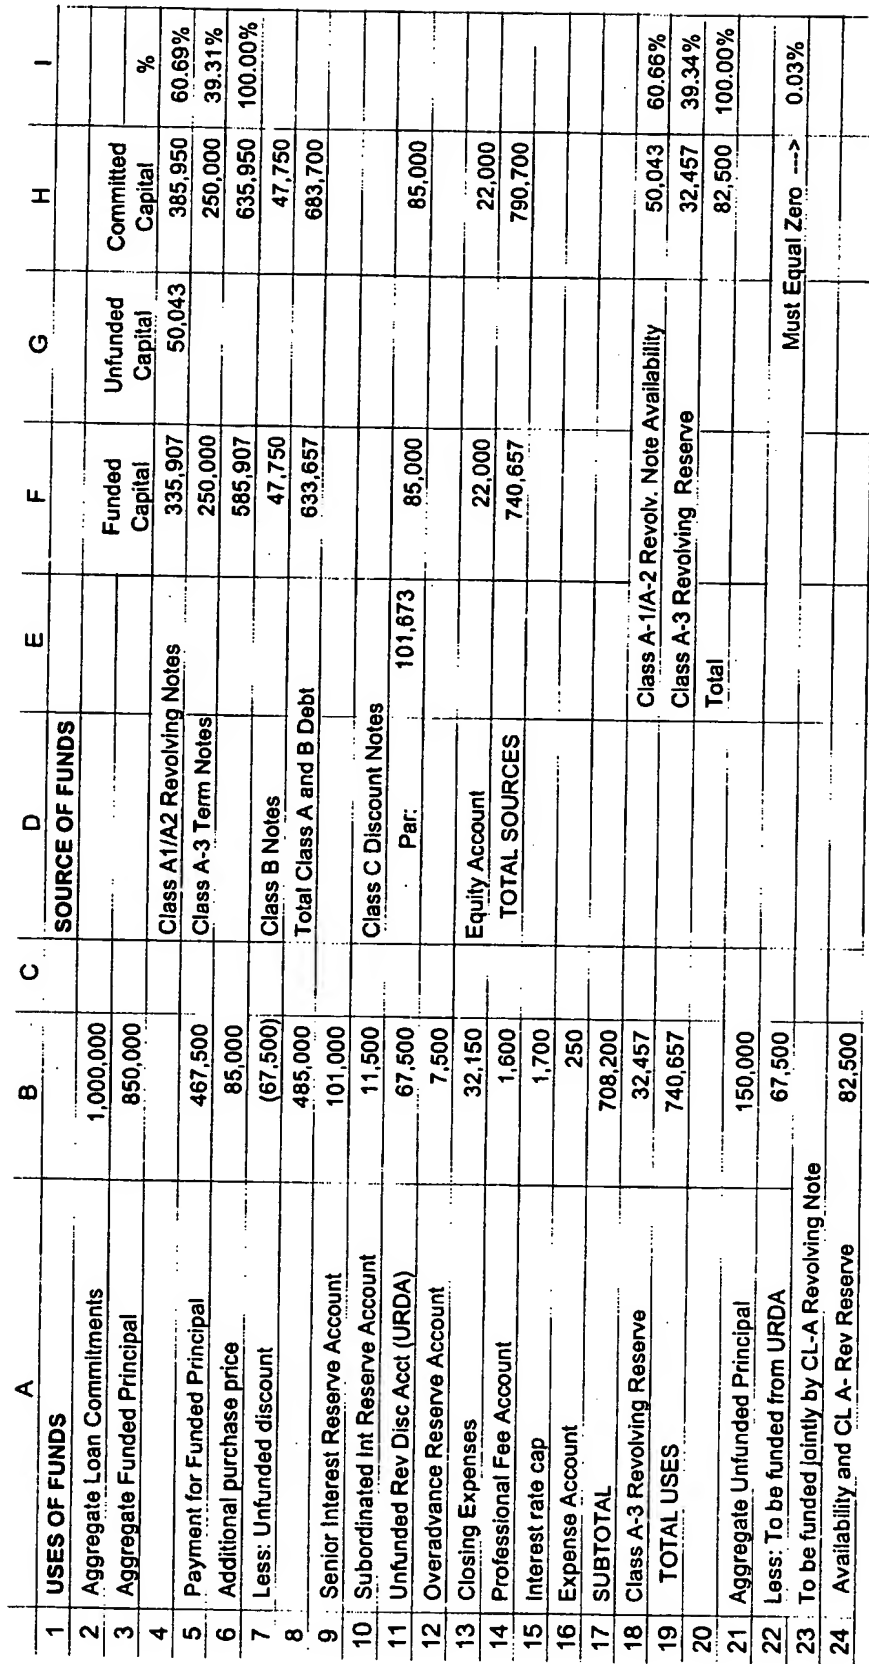 A B C D E F G H I
1 USES OF FUNDS SOURCE OF FUNDS
2 Aggregate Loan Commitments 1,000,000
3 Aggregate Funded Principal 850,000 Funded Capital Unfunded Capital Committed Capital %
4 Class A1/A2 Revolving Notes 335,907 50,043 385,950 60.69%
5 Payment for Funded Principal 467,500 Class A-3 Term Notes 250,000 250,000 39.31%
6 Additional purchase price 85,000 585,907 635,950 100.00%
7 Less: Unfunded discount (67,500) Class B Notes 47,750 47,750
8 485,000 Total Class A and B Debt 633,657 683,700
9 Senior Interest Reserve Account 101,000
10 Subordinated Int Reserve Account 11,500 Class C Discount Notes
11 Unfunded Rev Disc Acct (URDA) 67,500 Par: 101,673 85,000 85,000
12 Overadvance Reserve Account 7,500
13 Closing Expenses 32,150 Equity Account 22,000 22,000
14 Professional Fee Account 1,600 TOTAL SOURCES 740,657 790,700
15 Interest rate cap 1,700
16 Expense Account 250
17 SUBTOTAL 708,200
18 Class A-3 Revolving Reserve 32,457 Class A-1/A-2 Revolv. Note Availability 50,043 60.66%
19 TOTAL USES 740,657 Class A-3 Revolving Reserve 32,457 39.34%
20 Total 82,500 100.00%
21 Aggregate Unfunded Principal 150,000
22 Less: To be funded from URDA 67,500 Must Equal Zero ---> 0.03%
23 To be funded jointly by CL-A Revolving Note
24 Availability and CL A- Rev Reserve 82,500